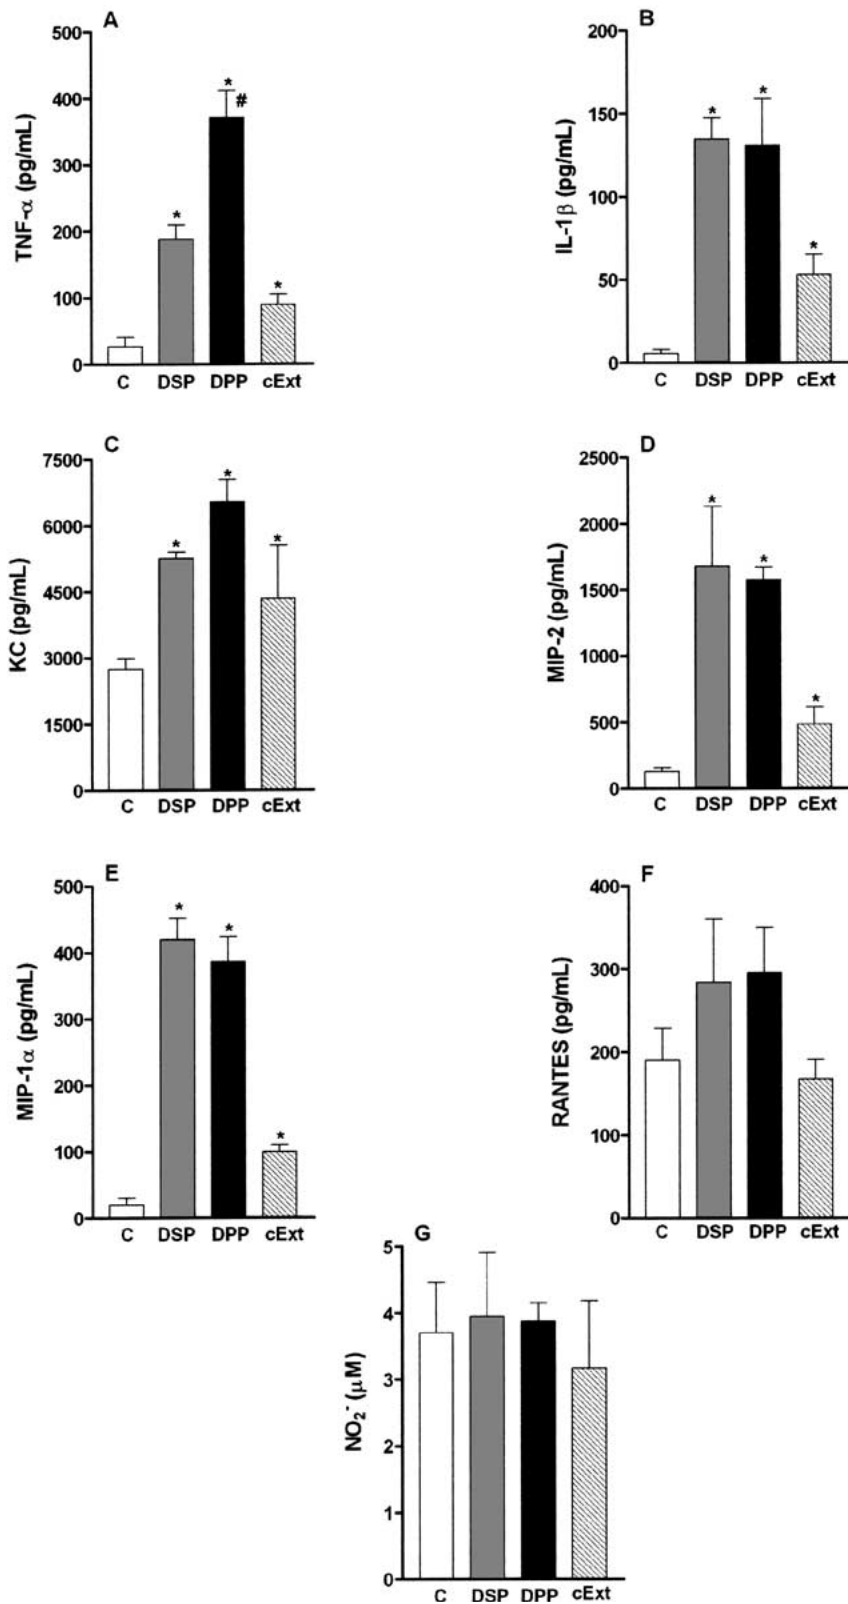 A
TNF-α (pg/mL)
500
400
300
200
100
0
*
*
#
*
C DSP DPP cExt
B
IL-1β (pg/mL)
200
150
100
50
0
*
*
*
C DSP DPP cExt
C
KC (pg/mL)
7500
6000
4500
3000
1500
0
*
*
*
C DSP DPP cExt
D
MIP-2 (pg/mL)
2500
2000
1500
1000
500
0
*
*
*
C DSP DPP cExt
E
MIP-1α (pg/mL)
500
400
300
200
100
0
*
*
*
C DSP DPP cExt
F
RANTES (pg/mL)
400
300
200
100
0
C DSP DPP cExt
G
NO₂⁻ (μM)
5
4
3
2
1
0
C DSP DPP cExt